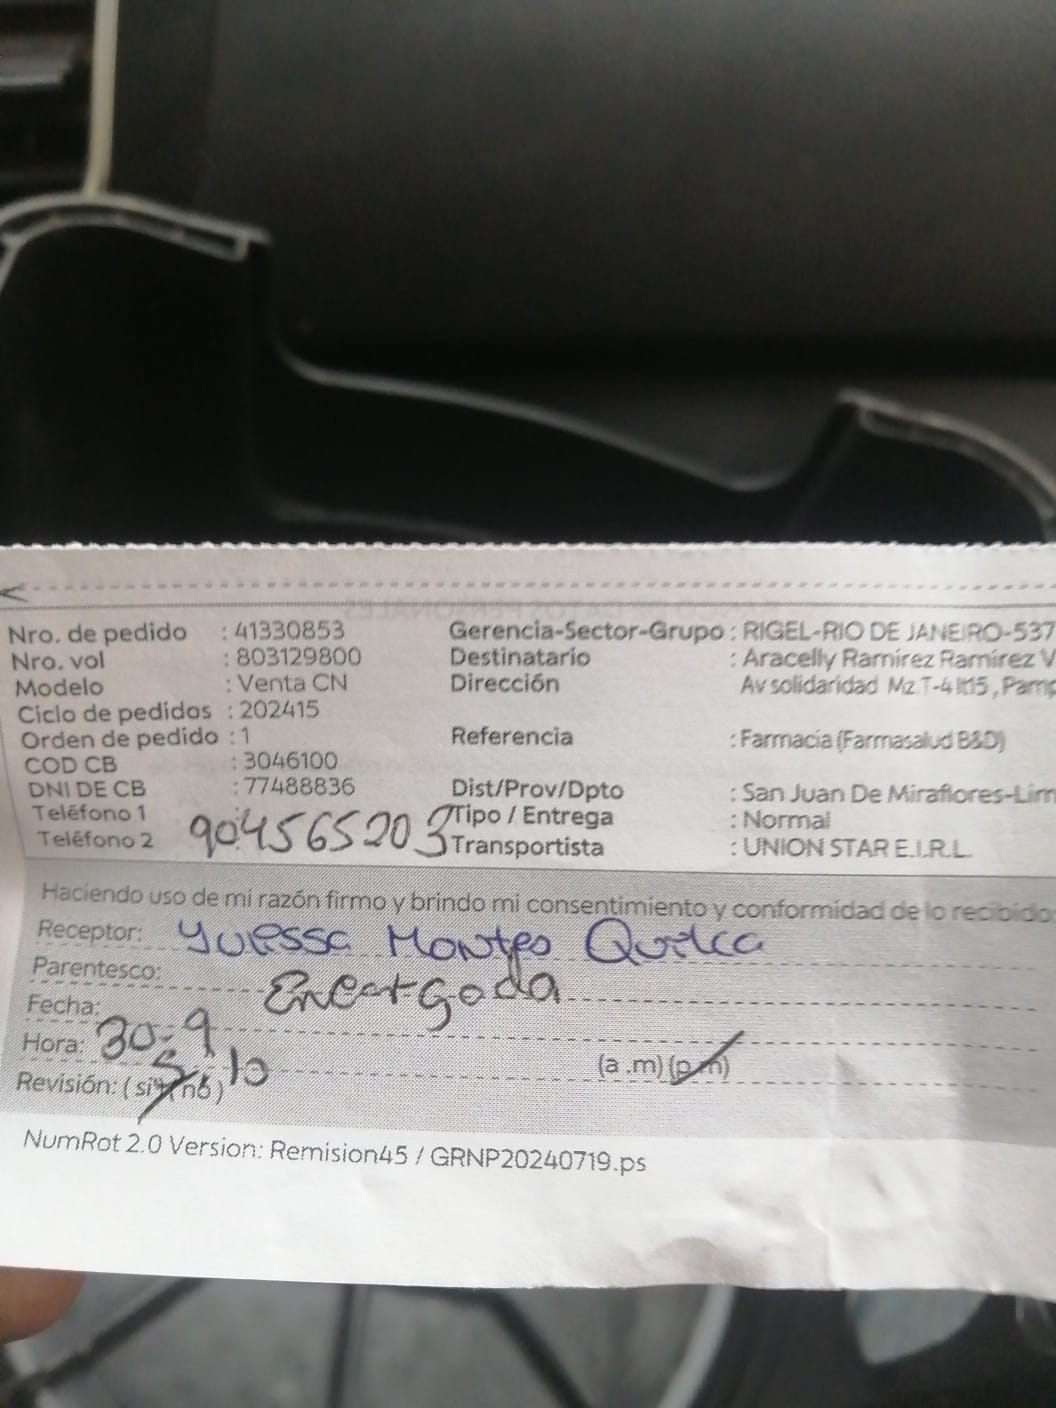 Nro. de pedido : 41330853 Gerencia-Sector-Grupo : RIGEL-RIO DE JANEIRO-537
Nro. vol : 803129800 Destinatario : Aracelly Ramirez Ramirez V
Modelo : Venta CN Dirección Av solidaridad Mz.T-4 lt15, Pamp
Ciclo de pedidos : 202415
Orden de pedido : 1 Referencia : Farmacia (Farmasalud B&D)
COD CB : 3046100
DNI DE CB : 77488836 Dist/Prov/Dpto : San Juan De Miraflores-Lim
Teléfono 1 Tipo / Entrega : Normal
Teléfono 2 904565203 Transportista : UNION STAR E.I.R.L.
Haciendo uso de mi razón firmo y brindo mi consentimiento y conformidad de lo recibido
Receptor: Montes
Parentesco: Encargada
Fecha: 30-9
Hora: 5:10 (a.m) (p.m)
Revisión: (si) (no)
NumRot 2.0 Version: Remision45 / GRNP20240719.ps